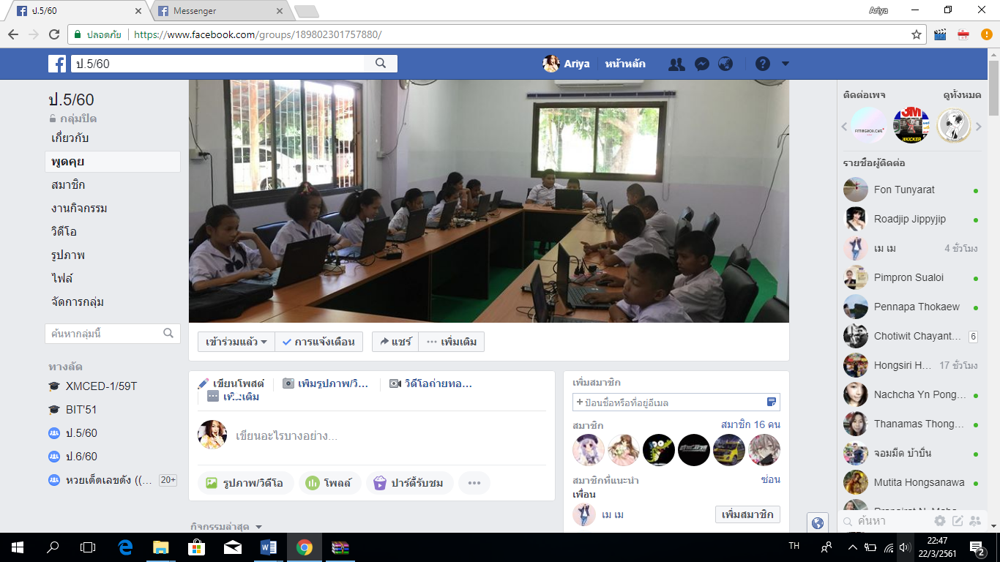 ป.5/60
Messenger
Ariya
ปลอดภัย
https://www.facebook.com/groups/189802301757880/
ป.5/60
Ariya
หน้าหลัก
ป.5/60
กลุ่มปิด
เกี่ยวกับ
พูดคุย
สมาชิก
งานกิจกรรม
วิดีโอ
รูปภาพ
ไฟล์
จัดการกลุ่ม
ค้นหากลุ่มนี้
ทางลัด
XMCED-1/59T
BIT'51
ป.5/60
ป.6/60
หวยเด็ดเลขดัง ((... 20+
เข้าร่วมแล้ว
การแจ้งเตือน
แชร์
เพิ่มเติม
เขียนโพสต์
เพิ่มรูปภาพ/วิ...
วิดีโอถ่ายทอ...
เพิ่มเติม
เขียนอะไรบางอย่าง...
รูปภาพ/วิดีโอ
โพลล์
ปาร์ตี้รับชม
กิจกรรมล่าสุด
เพิ่มสมาชิก
+ ป้อนชื่อหรือที่อยู่อีเมล
สมาชิก
สมาชิก 16 คน
สมาชิกที่แนะนำ
ซ่อน
เพื่อน
เม เม
เพิ่มสมาชิก
ติดต่อเพจ
ดูทั้งหมด
FITTINGBOX.CAFE
3M
KICKER
รายชื่อผู้ติดต่อ
Fon Tunyarat
Roadjip Jippyjip
เม เม 4 ชั่วโมง
Pimpron Sualoi
Pennapa Thokaew
Chotiwit Chayant... 6
Hongsiri H... 17 ชั่วโมง
Nachcha Yn Pong...
Thanamas Thong...
จอมมีด บ้าบิ่น
Mutita Hongsanawa
ค้นหา
TH
22:47
22/3/2561
2